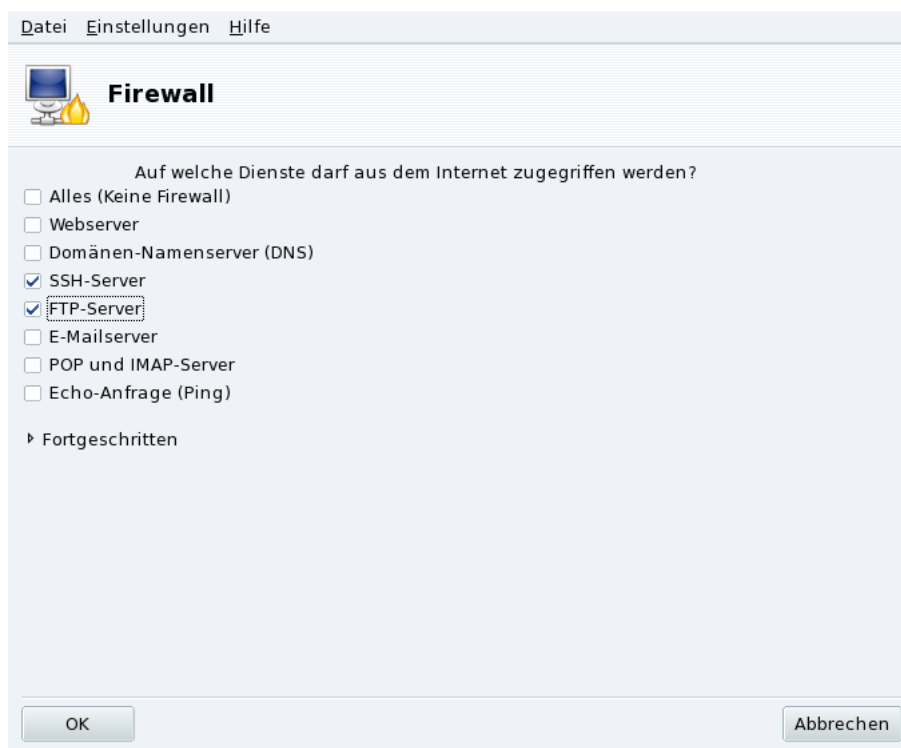 Datei Einstellungen Hilfe
Firewall
Auf welche Dienste darf aus dem Internet zugegriffen werden?
Alles (Keine Firewall)
Webserver
Domänen-Namenserver (DNS)
SSH-Server
FTP-Server
E-Mailserver
POP und IMAP-Server
Echo-Anfrage (Ping)
Fortgeschritten
OK Abbrechen